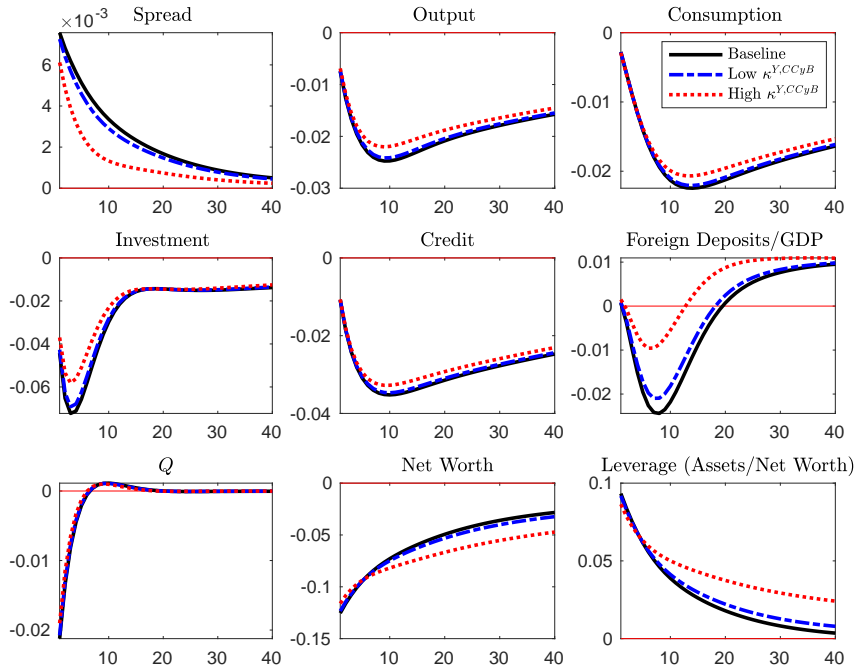 Spread
×10⁻³
6
4
2
0
10 20 30 40
Output
0
-0.01
-0.02
-0.03
10 20 30 40
Consumption
0
-0.01
-0.02
10 20 30 40
Baseline
Low κ^{Y,CCyB}
High κ^{Y,CCyB}
Investment
0
-0.02
-0.04
-0.06
10 20 30 40
Credit
0
-0.02
-0.04
10 20 30 40
Foreign Deposits/GDP
0.01
0
-0.01
-0.02
10 20 30 40
Q
0
-0.01
-0.02
10 20 30 40
Net Worth
0
-0.05
-0.1
-0.15
10 20 30 40
Leverage (Assets/Net Worth)
0.1
0.05
0
10 20 30 40